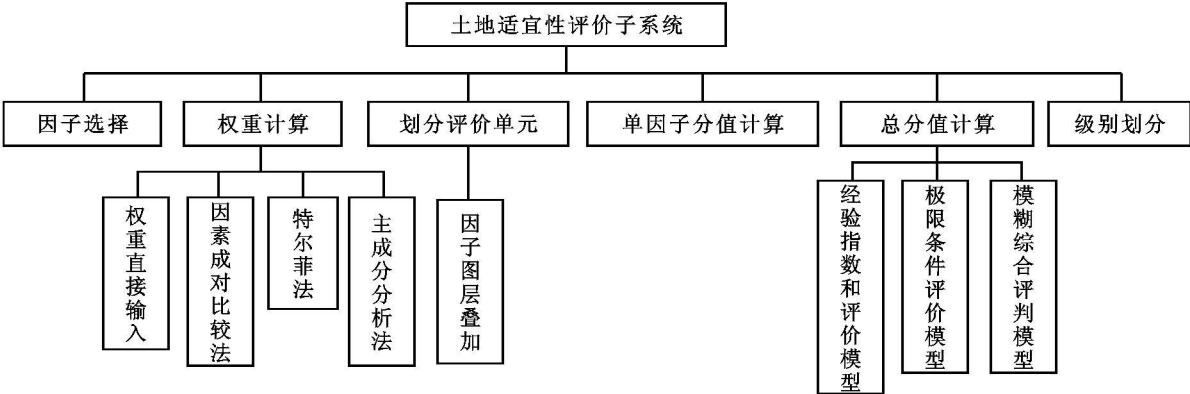 土地适宜性评价子系统
因子选择
权重计算
划分评价单元
单因子分值计算
总分值计算
级别划分
权重直接输入
因素成对比较法
特尔菲法
主成分分析法
因子图层叠加
经验指数和评价模型
极限条件评价模型
模糊综合评判模型